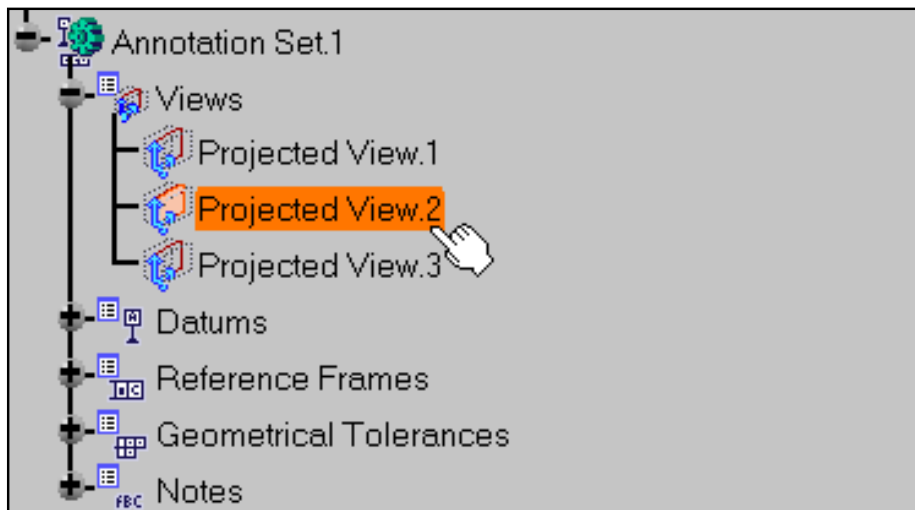 Annotation Set.1
Views
Projected View.1
Projected View.2
Projected View.3
Datums
Reference Frames
Geometrical Tolerances
Notes